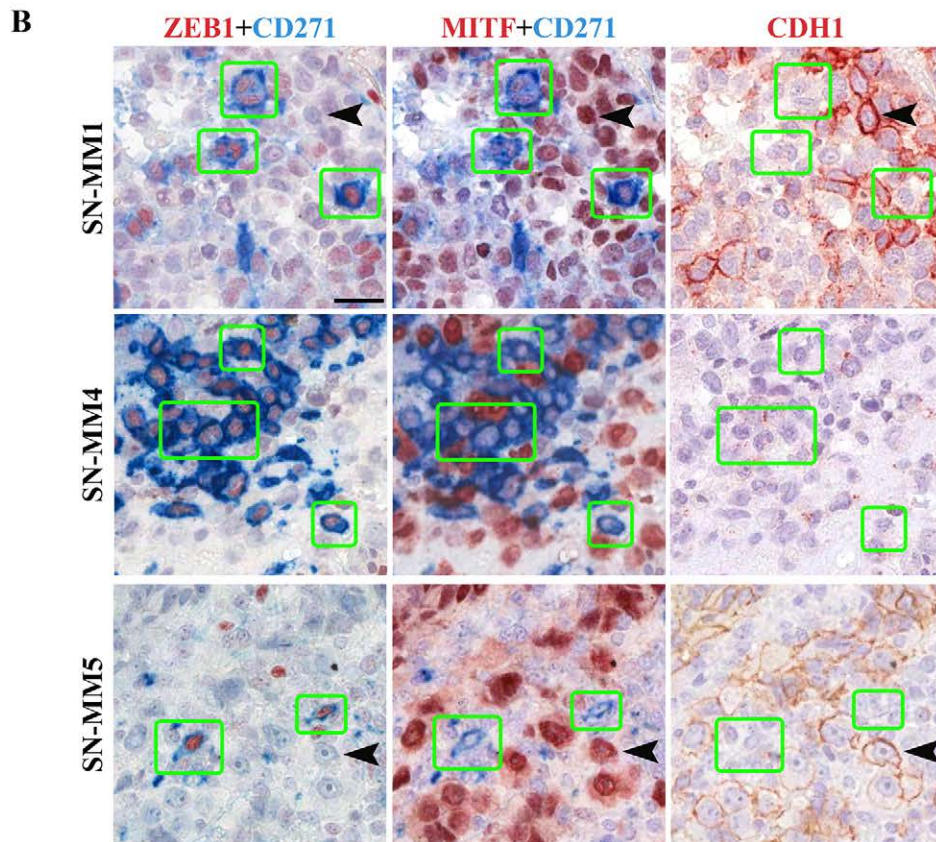 B
ZEB1+CD271
MITF+CD271
CDH1
SN-MM1
SN-MM4
SN-MM5